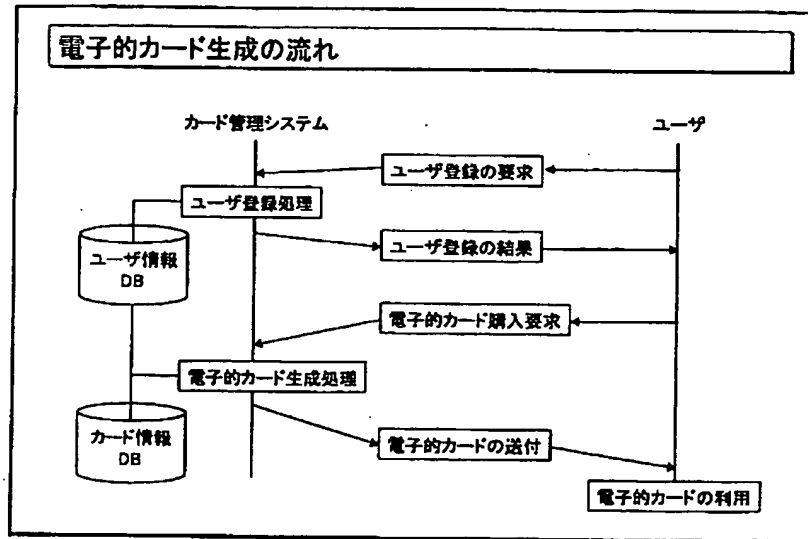 電子的カード生成の流れ
カード管理システム
ユーザ
ユーザ登録の要求
ユーザ登録処理
ユーザ登録の結果
ユーザ情報
DB
電子的カード購入要求
電子的カード生成処理
カード情報
DB
電子的カードの送付
電子的カードの利用